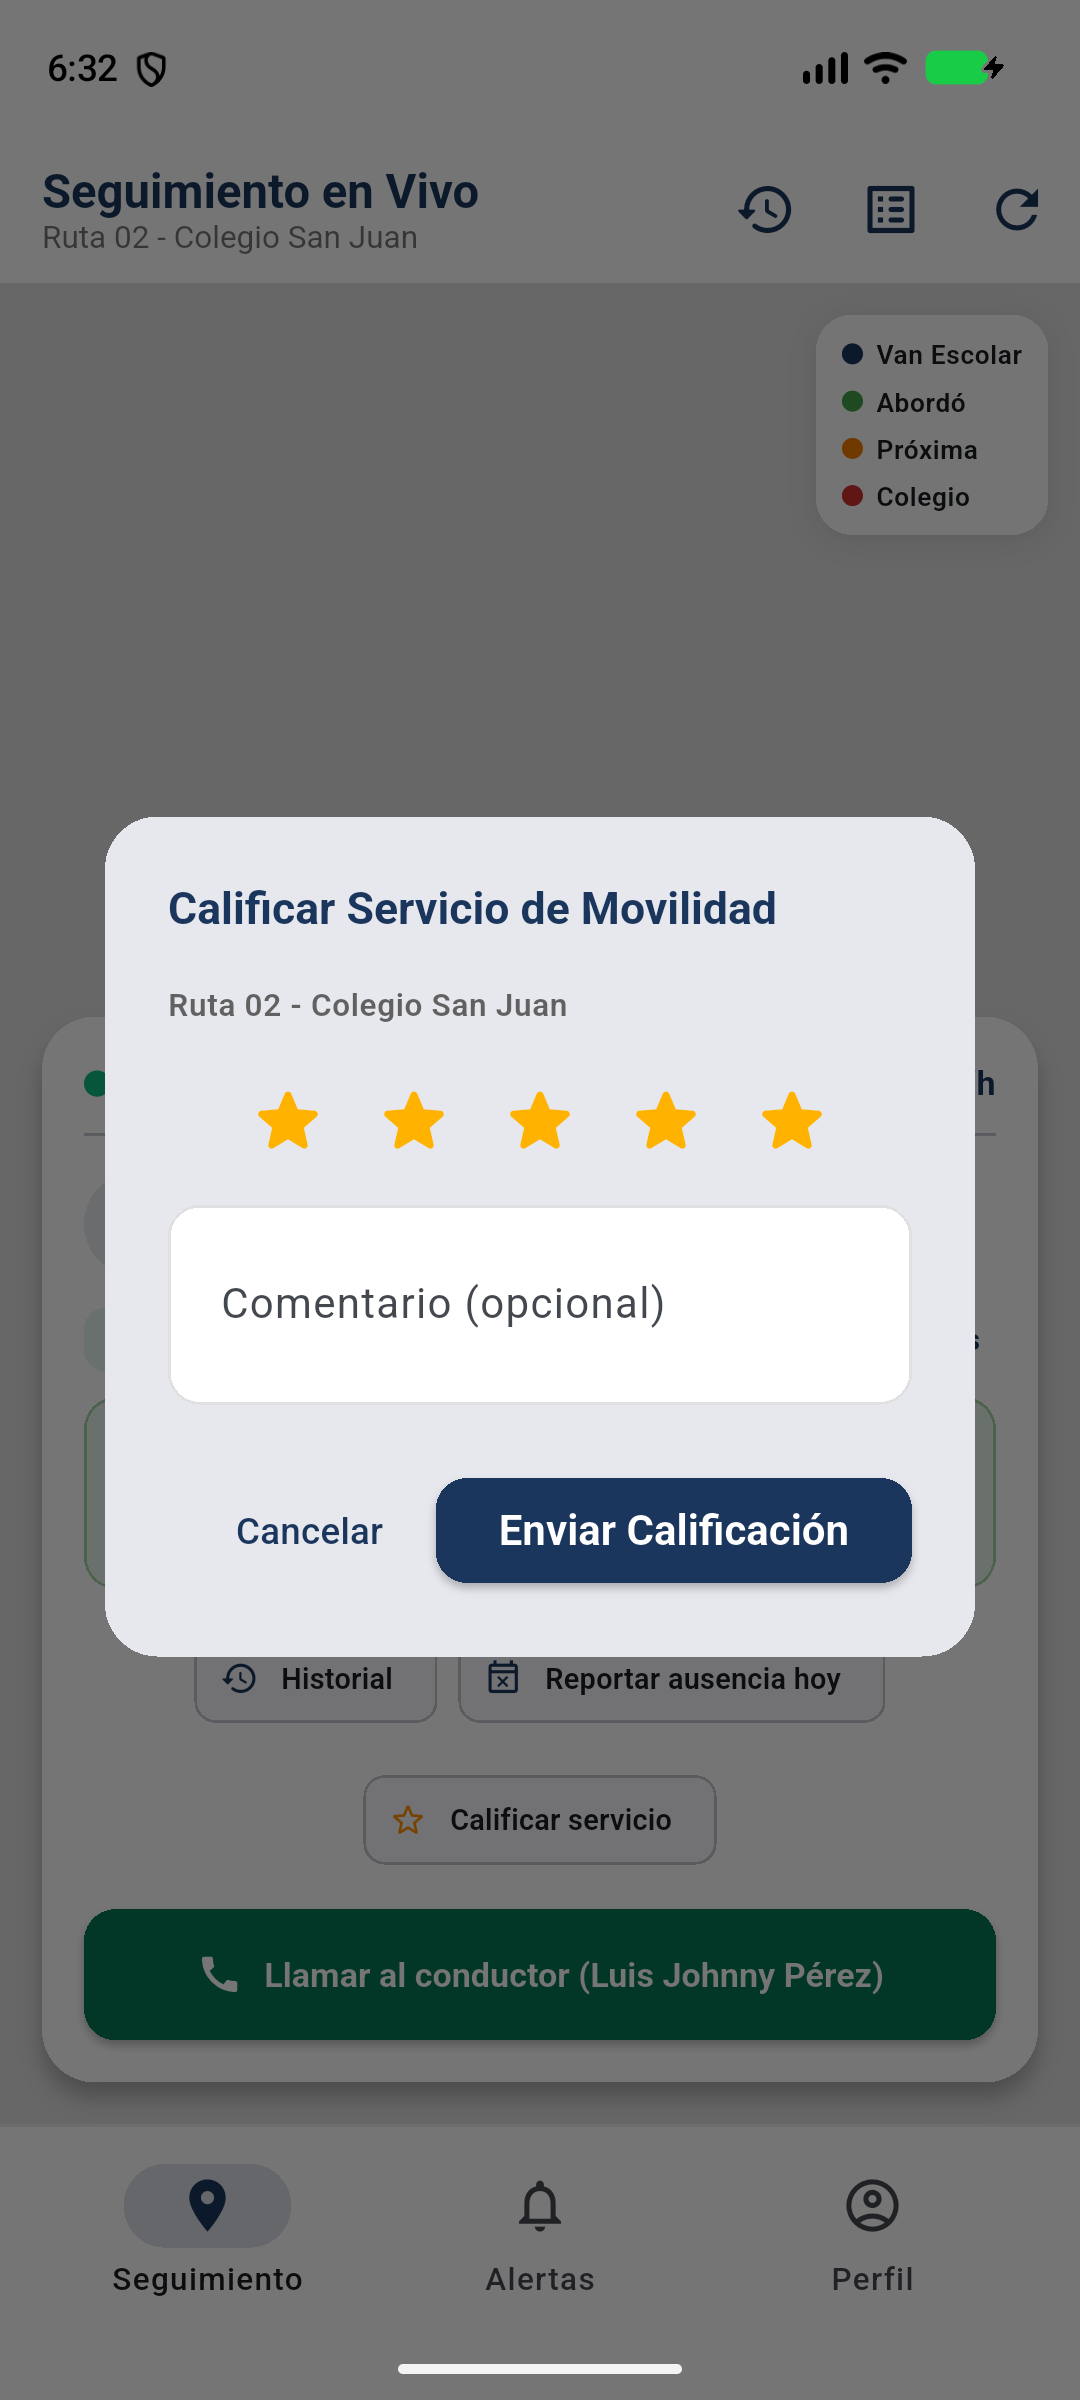 6:32
Seguimiento en Vivo
Ruta 02 - Colegio San Juan
Van Escolar
Abordó
Próxima
Colegio
Calificar Servicio de Movilidad
Ruta 02 - Colegio San Juan
h
Comentario (opcional)
Cancelar
Enviar Calificación
Historial
Reportar ausencia hoy
Calificar servicio
Llamar al conductor (Luis Johnny Pérez)
Seguimiento
Alertas
Perfil